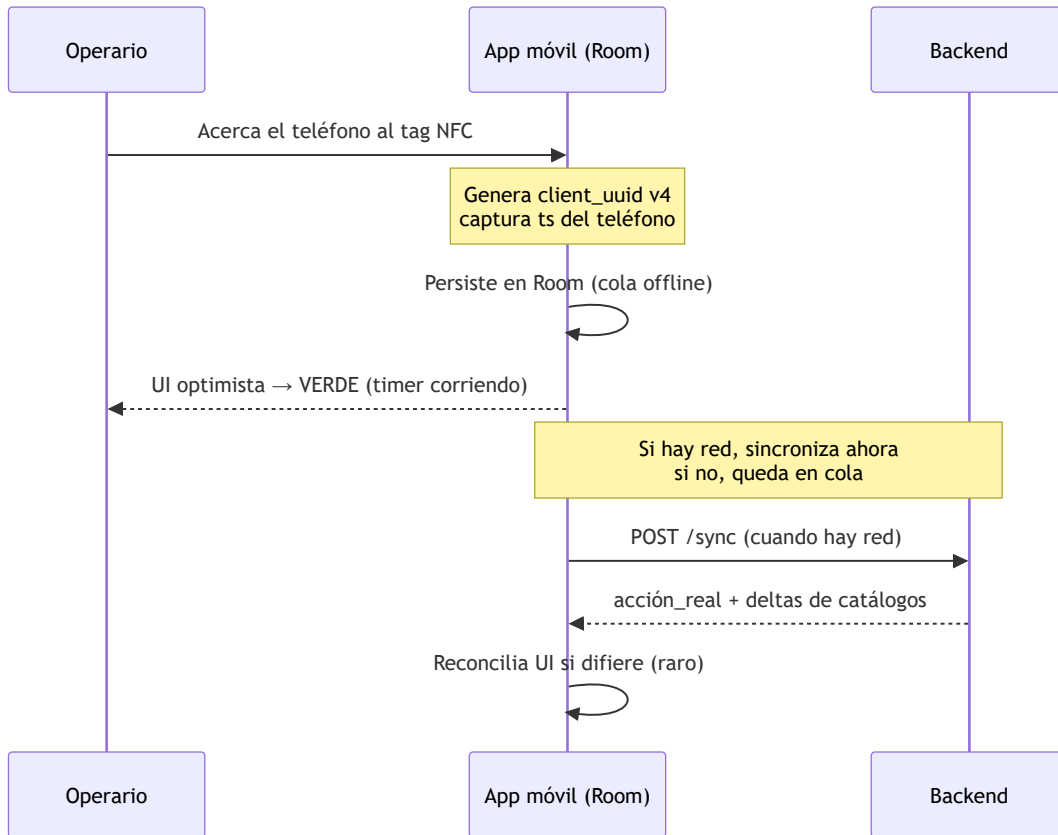 Operario
App móvil (Room)
Backend
Acerca el teléfono al tag NFC
Genera client_uuid v4
captura ts del teléfono
Persiste en Room (cola offline)
UI optimista → VERDE (timer corriendo)
Si hay red, sincroniza ahora
si no, queda en cola
POST /sync (cuando hay red)
acción_real + deltas de catálogos
Reconcilia UI si difiere (raro)
Operario
App móvil (Room)
Backend